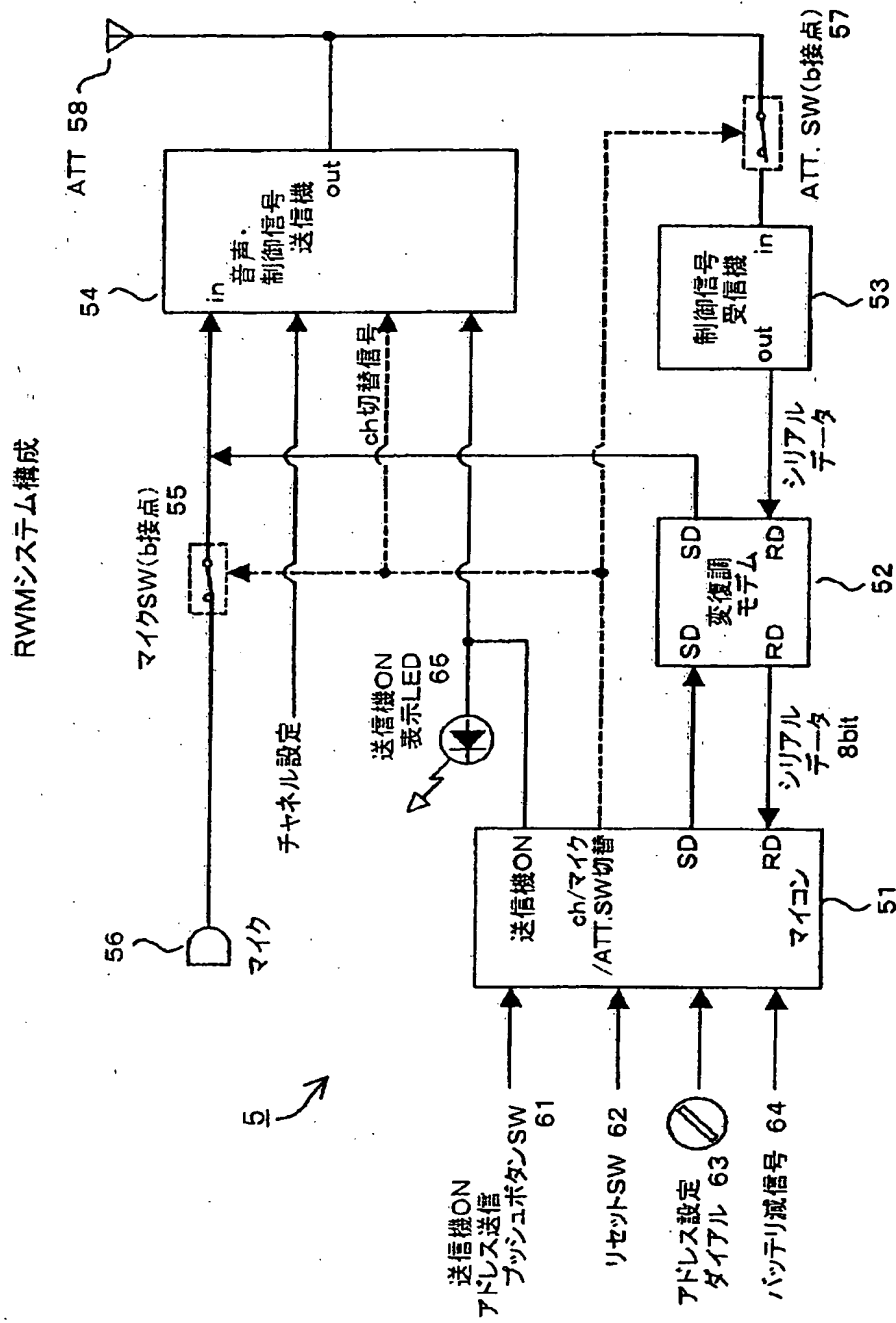 RWMシステム構成
5
56
マイク
マイクSW(b接点)
55
チャネル設定
ch切替信号
54
in
音声・
制御信号
送信機
out
ATT 58
送信機ON
表示LED
66
送信機ON
アドレス送信
プッシュボタンSW
61
リセットSW 62
アドレス設定
ダイアル 63
バッテリ減信号 64
送信機ON
ch/マイク
/ATT.SW切替
SD
RD
マイコン
51
シリアル
データ
8bit
SD
SD
変復調
モデム
RD
RD
52
シリアル
データ
制御信号
受信機
out
in
53
ATT. SW(b接点)
57